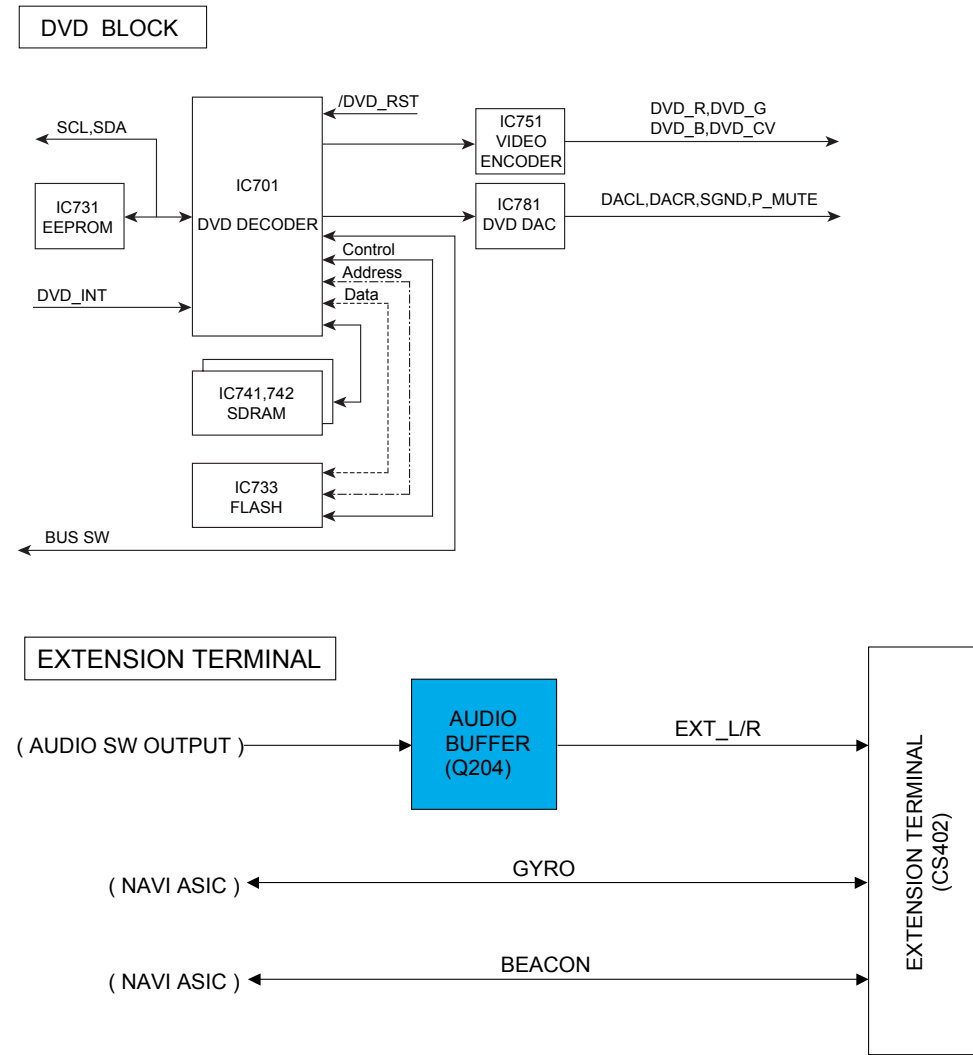 DVD BLOCK
/DVD_RST
SCL,SDA
IC731
EEPROM
IC701
DVD DECODER
IC751
VIDEO
ENCODER
DVD_R,DVD_G
DVD_B,DVD_CV
IC781
DVD DAC
DACL,DACR,SGND,P_MUTE
Control
Address
Data
DVD_INT
IC741,742
SDRAM
IC733
FLASH
BUS SW
EXTENSION TERMINAL
( AUDIO SW OUTPUT )
AUDIO
BUFFER
(Q204)
EXT_L/R
( NAVI ASIC )
GYRO
( NAVI ASIC )
BEACON
EXTENSION TERMINAL
(CS402)